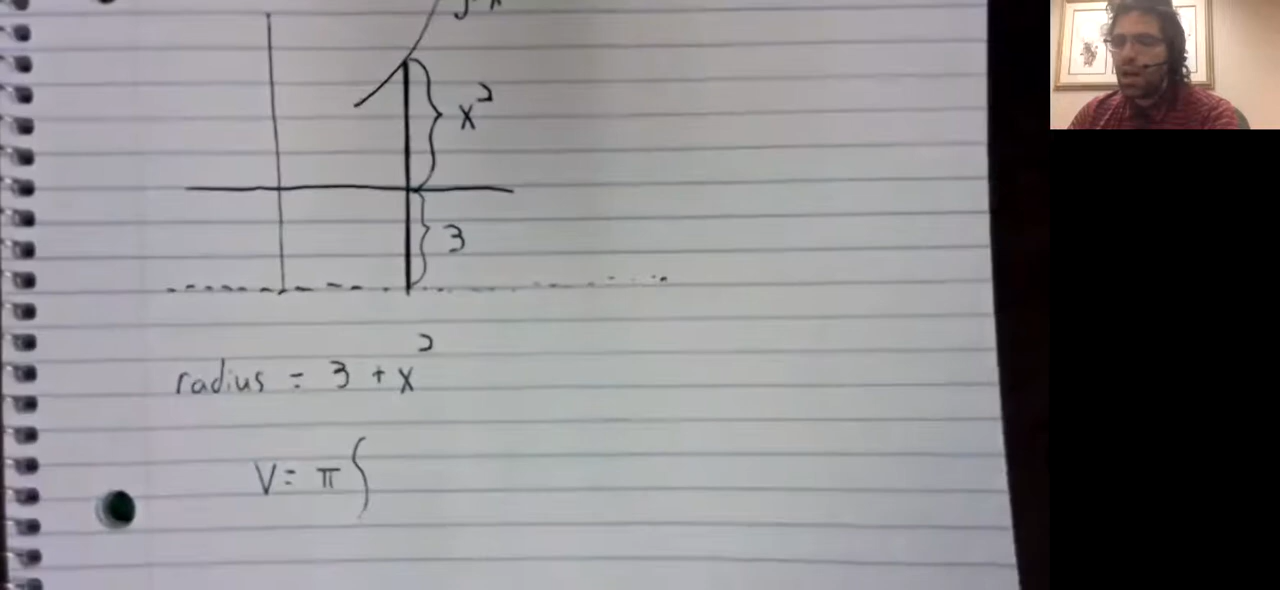 x²
3
radius = 3 + x²
V = π ∫